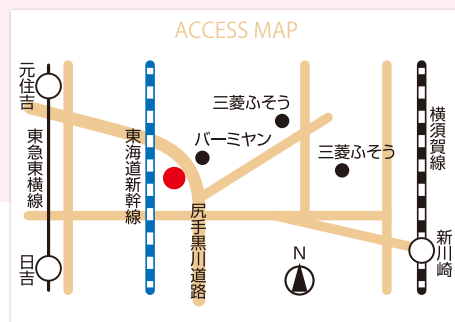 ACCESS MAP
元住吉
東急東横線
日吉
東海道新幹線
三菱ふそう
バーミヤン
三菱ふそう
尻手黒川道路
横須賀線
新川崎
N